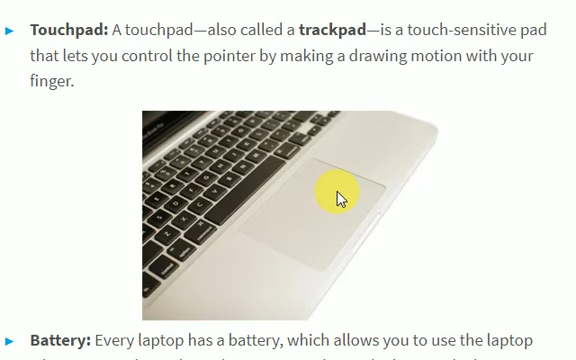 Touchpad: A touchpad—also called a trackpad—is a touch-sensitive pad
that lets you control the pointer by making a drawing motion with your
finger.
Battery: Every laptop has a battery, which allows you to use the laptop